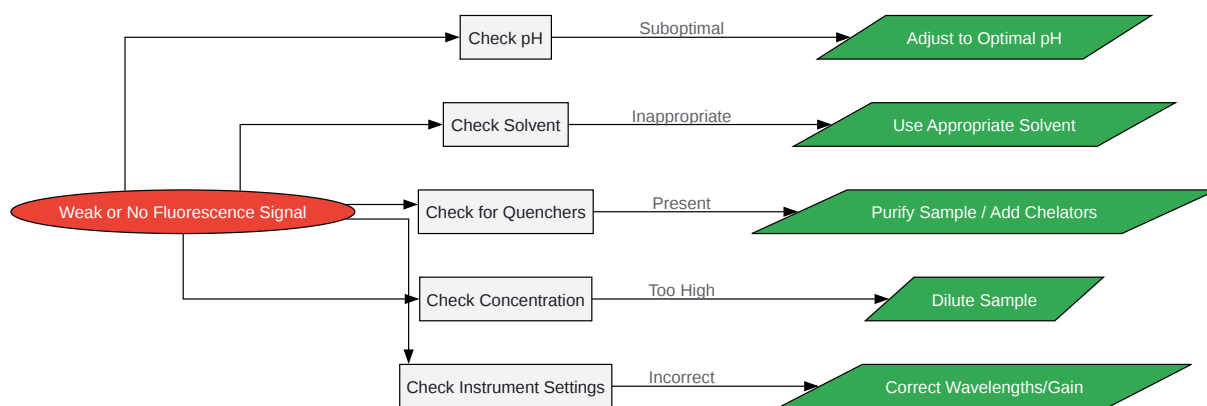 Check pH
Suboptimal
Adjust to Optimal pH
Check Solvent
Inappropriate
Use Appropriate Solvent
Weak or No Fluorescence Signal
Check for Quenchers
Present
Purify Sample / Add Chelators
Check Concentration
Too High
Dilute Sample
Check Instrument Settings
Incorrect
Correct Wavelengths/Gain